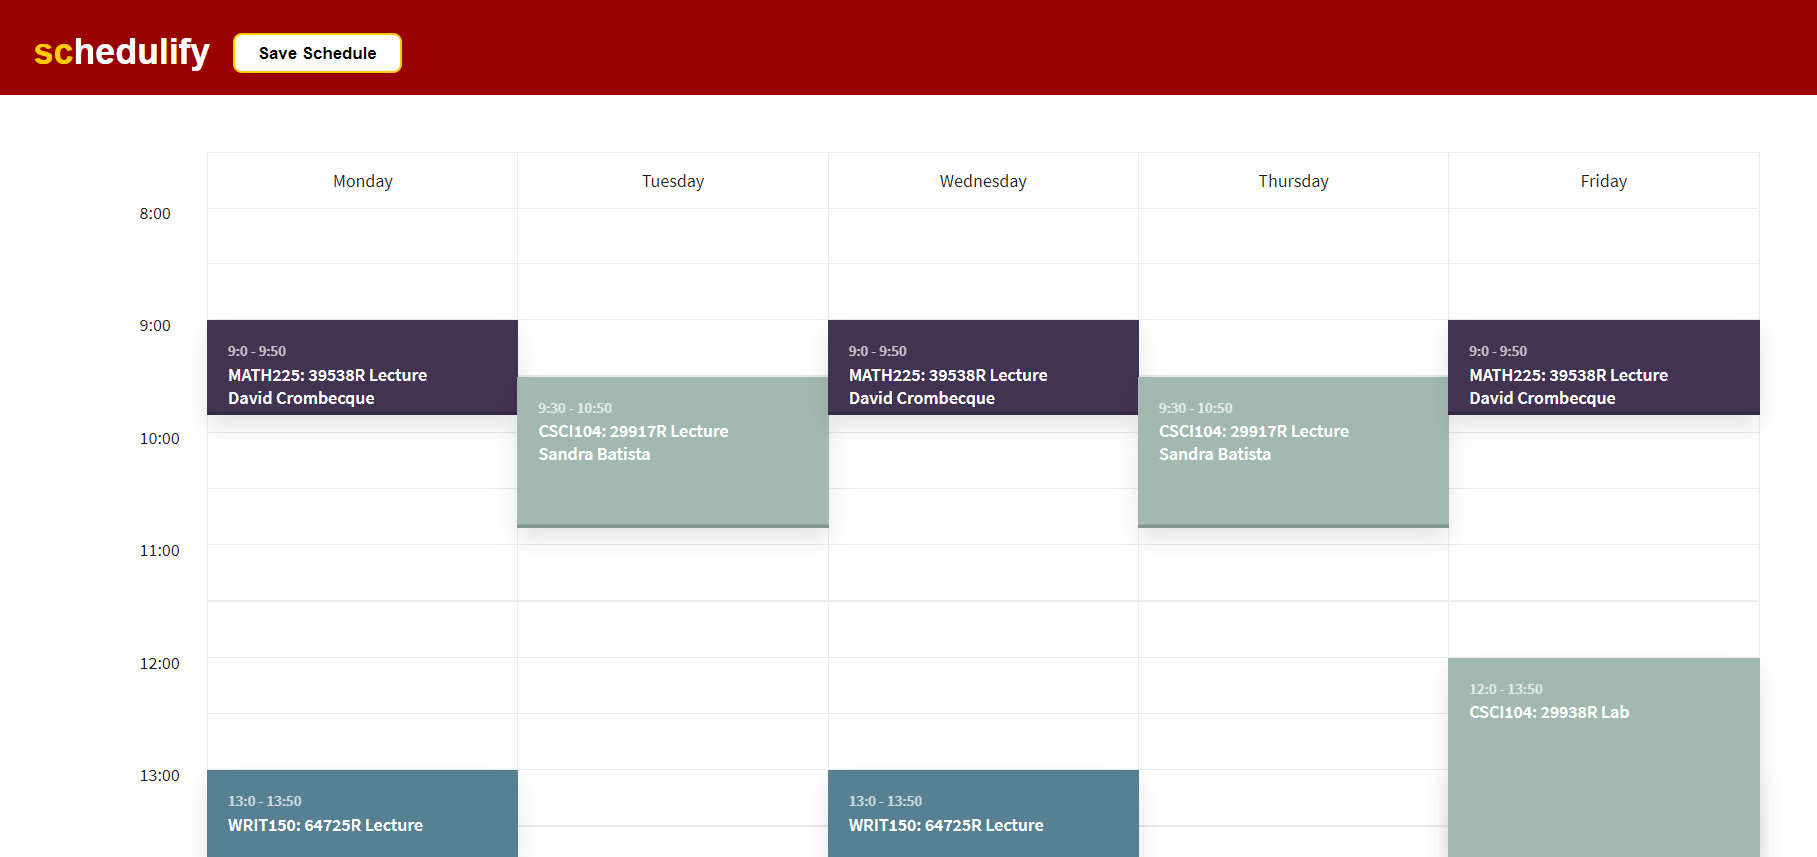 schedulify
Save Schedule
Monday
Tuesday
Wednesday
Thursday
Friday
8:00
9:00
9:0 - 9:50
MATH225: 39538R Lecture
David Crombecque
9:0 - 9:50
MATH225: 39538R Lecture
David Crombecque
9:0 - 9:50
MATH225: 39538R Lecture
David Crombecque
9:30 - 10:50
CSCI104: 29917R Lecture
Sandra Batista
9:30 - 10:50
CSCI104: 29917R Lecture
Sandra Batista
10:00
11:00
12:00
12:0 - 13:50
CSCI104: 29938R Lab
13:00
13:0 - 13:50
WRIT150: 64725R Lecture
13:0 - 13:50
WRIT150: 64725R Lecture